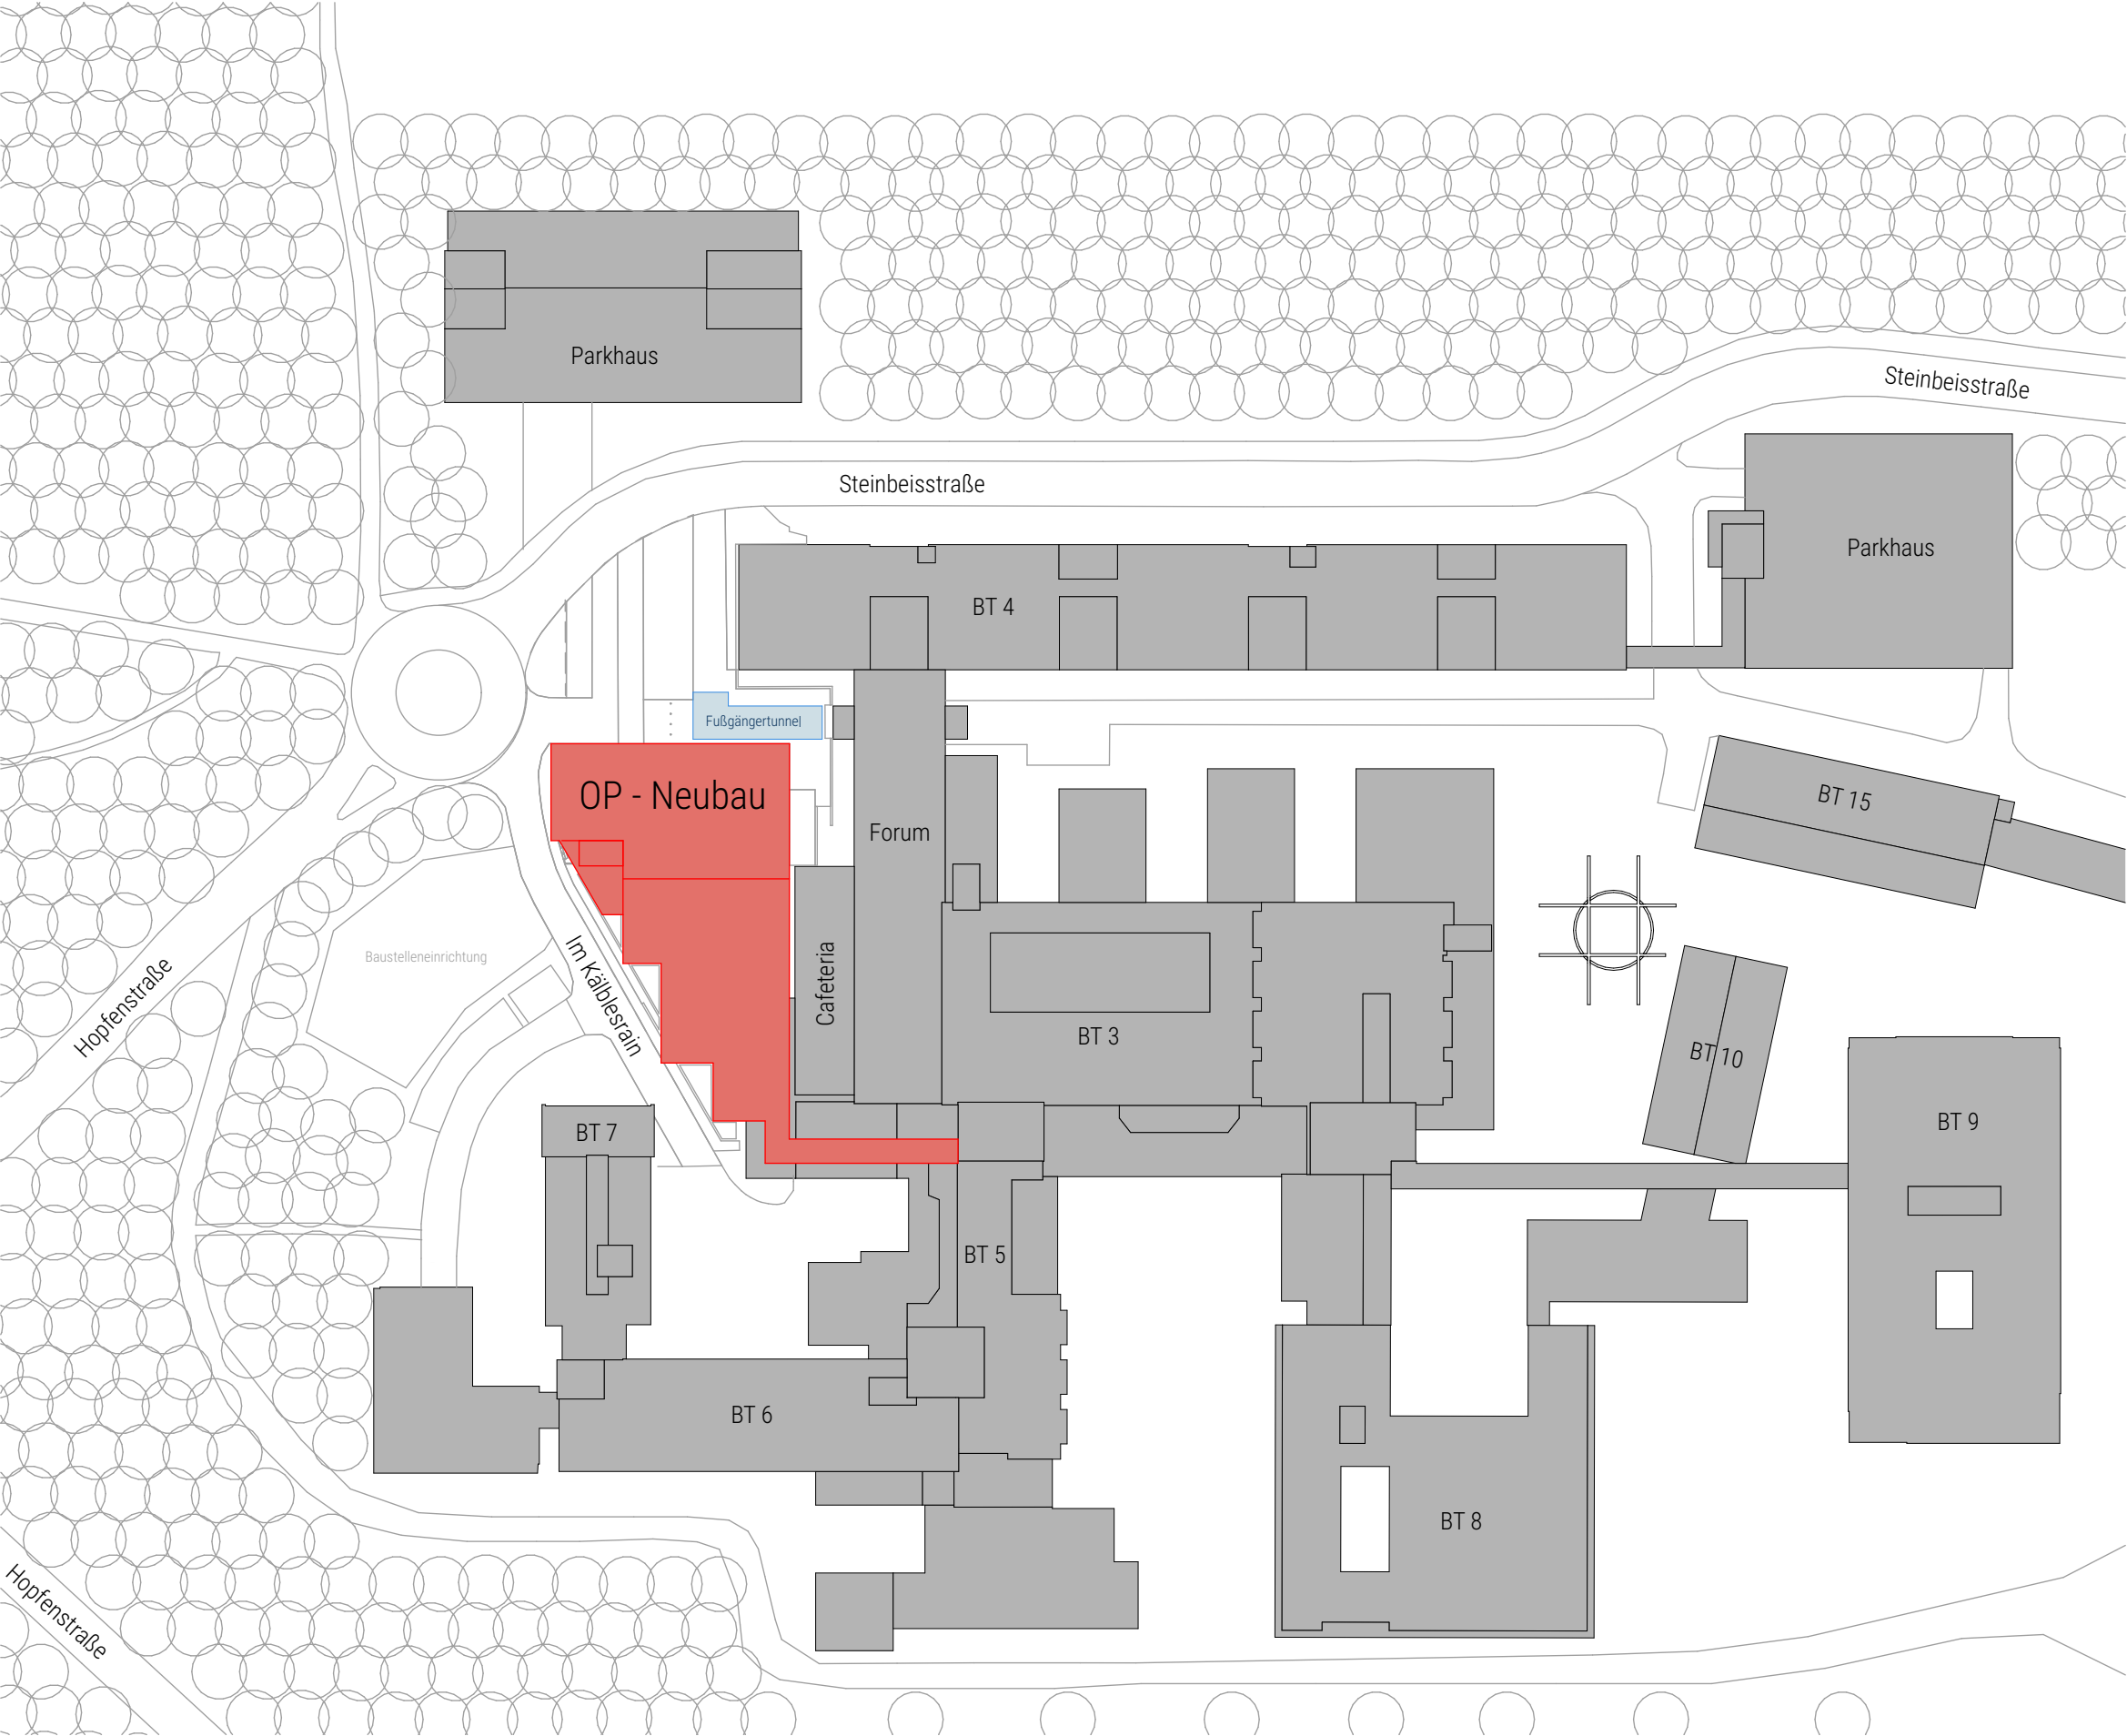 Parkhaus
Steinbeisstraße
Steinbeisstraße
Parkhaus
BT 4
Fußgängertunnel
OP - Neubau
BT 15
Forum
Baustelleneinrichtung
Im Kälblesrain
Cafeteria
Hopfenstraße
BT 3
BT 10
BT 9
BT 7
BT 5
BT 6
BT 8
Hopfenstraße